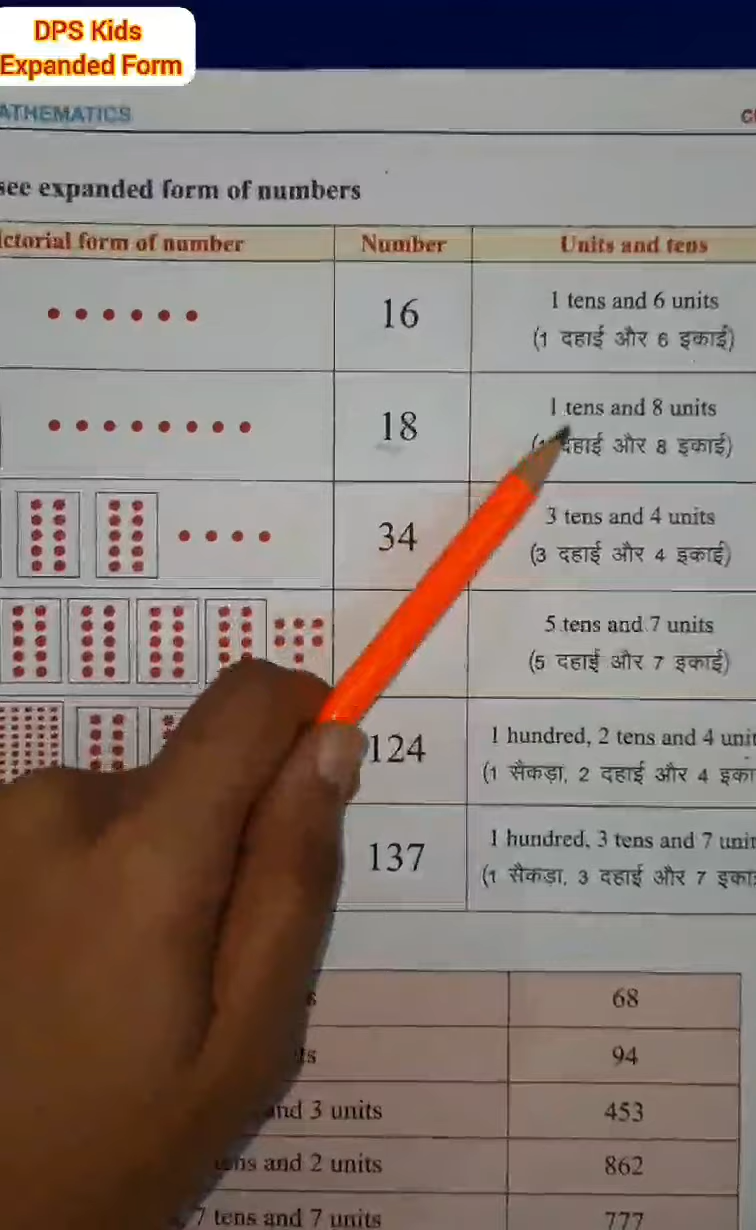 DPS Kids
Expanded Form
ATHEMATICS
see expanded form of numbers
ictorial form of number Number Units and tens
16 1 tens and 6 units
(1 दहाई और 6 इकाई)
18 1 tens and 8 units
दहाई और 8 इकाई)
34 3 tens and 4 units
(3 दहाई और 4 इकाई)
5 tens and 7 units
(5 दहाई और 7 इकाई)
124 1 hundred, 2 tens and 4 unit
(1 सैकड़ा, 2 दहाई और 4 इका
137 1 hundred, 3 tens and 7 unit
(1 सैकड़ा, 3 दहाई और 7 इका
68
94
and 3 units 453
and 2 units 862
7 tens and 7 units 777